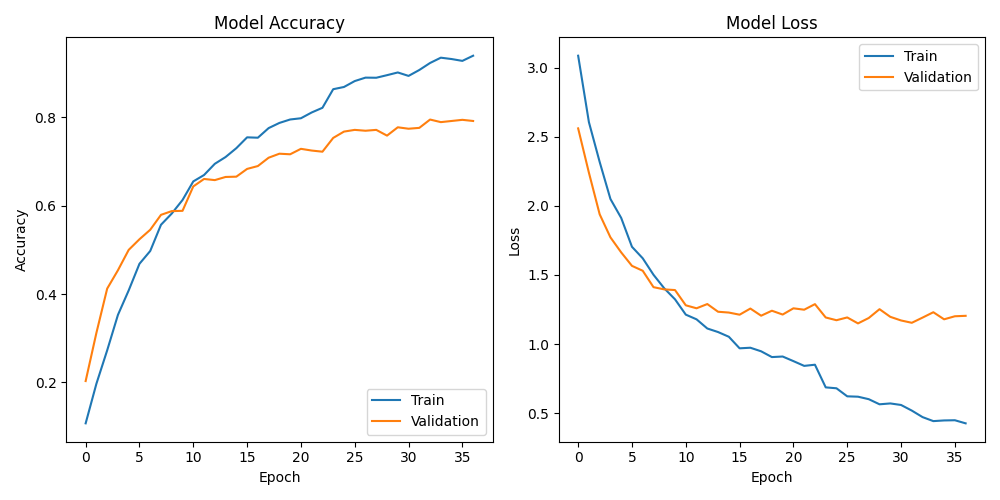 Model Accuracy
Accuracy
0.8
0.6
0.4
0.2
0 5 10 15 20 25 30 35
Epoch
Train
Validation
Model Loss
Loss
3.0
2.5
2.0
1.5
1.0
0.5
0 5 10 15 20 25 30 35
Epoch
Train
Validation